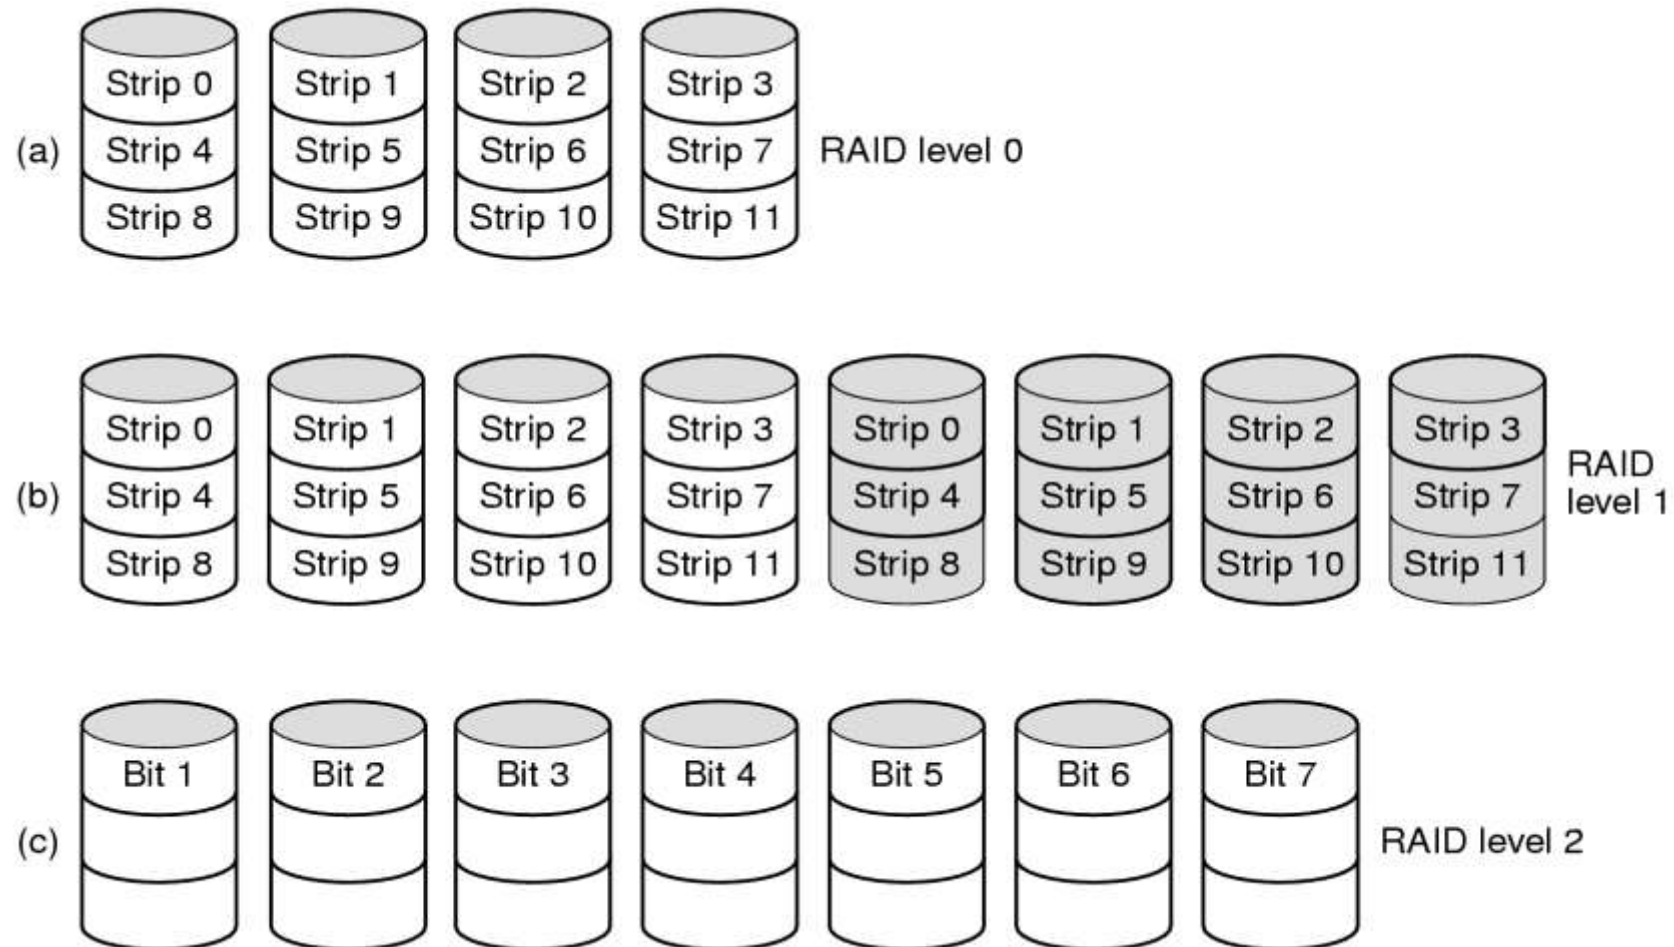 Strip 0 Strip 1 Strip 2 Strip 3
(a) Strip 4 Strip 5 Strip 6 Strip 7 RAID level 0
Strip 8 Strip 9 Strip 10 Strip 11
Strip 0 Strip 1 Strip 2 Strip 3 Strip 0 Strip 1 Strip 2 Strip 3
(b) Strip 4 Strip 5 Strip 6 Strip 7 Strip 4 Strip 5 Strip 6 Strip 7 RAID level 1
Strip 8 Strip 9 Strip 10 Strip 11 Strip 8 Strip 9 Strip 10 Strip 11
Bit 1 Bit 2 Bit 3 Bit 4 Bit 5 Bit 6 Bit 7
(c) RAID level 2